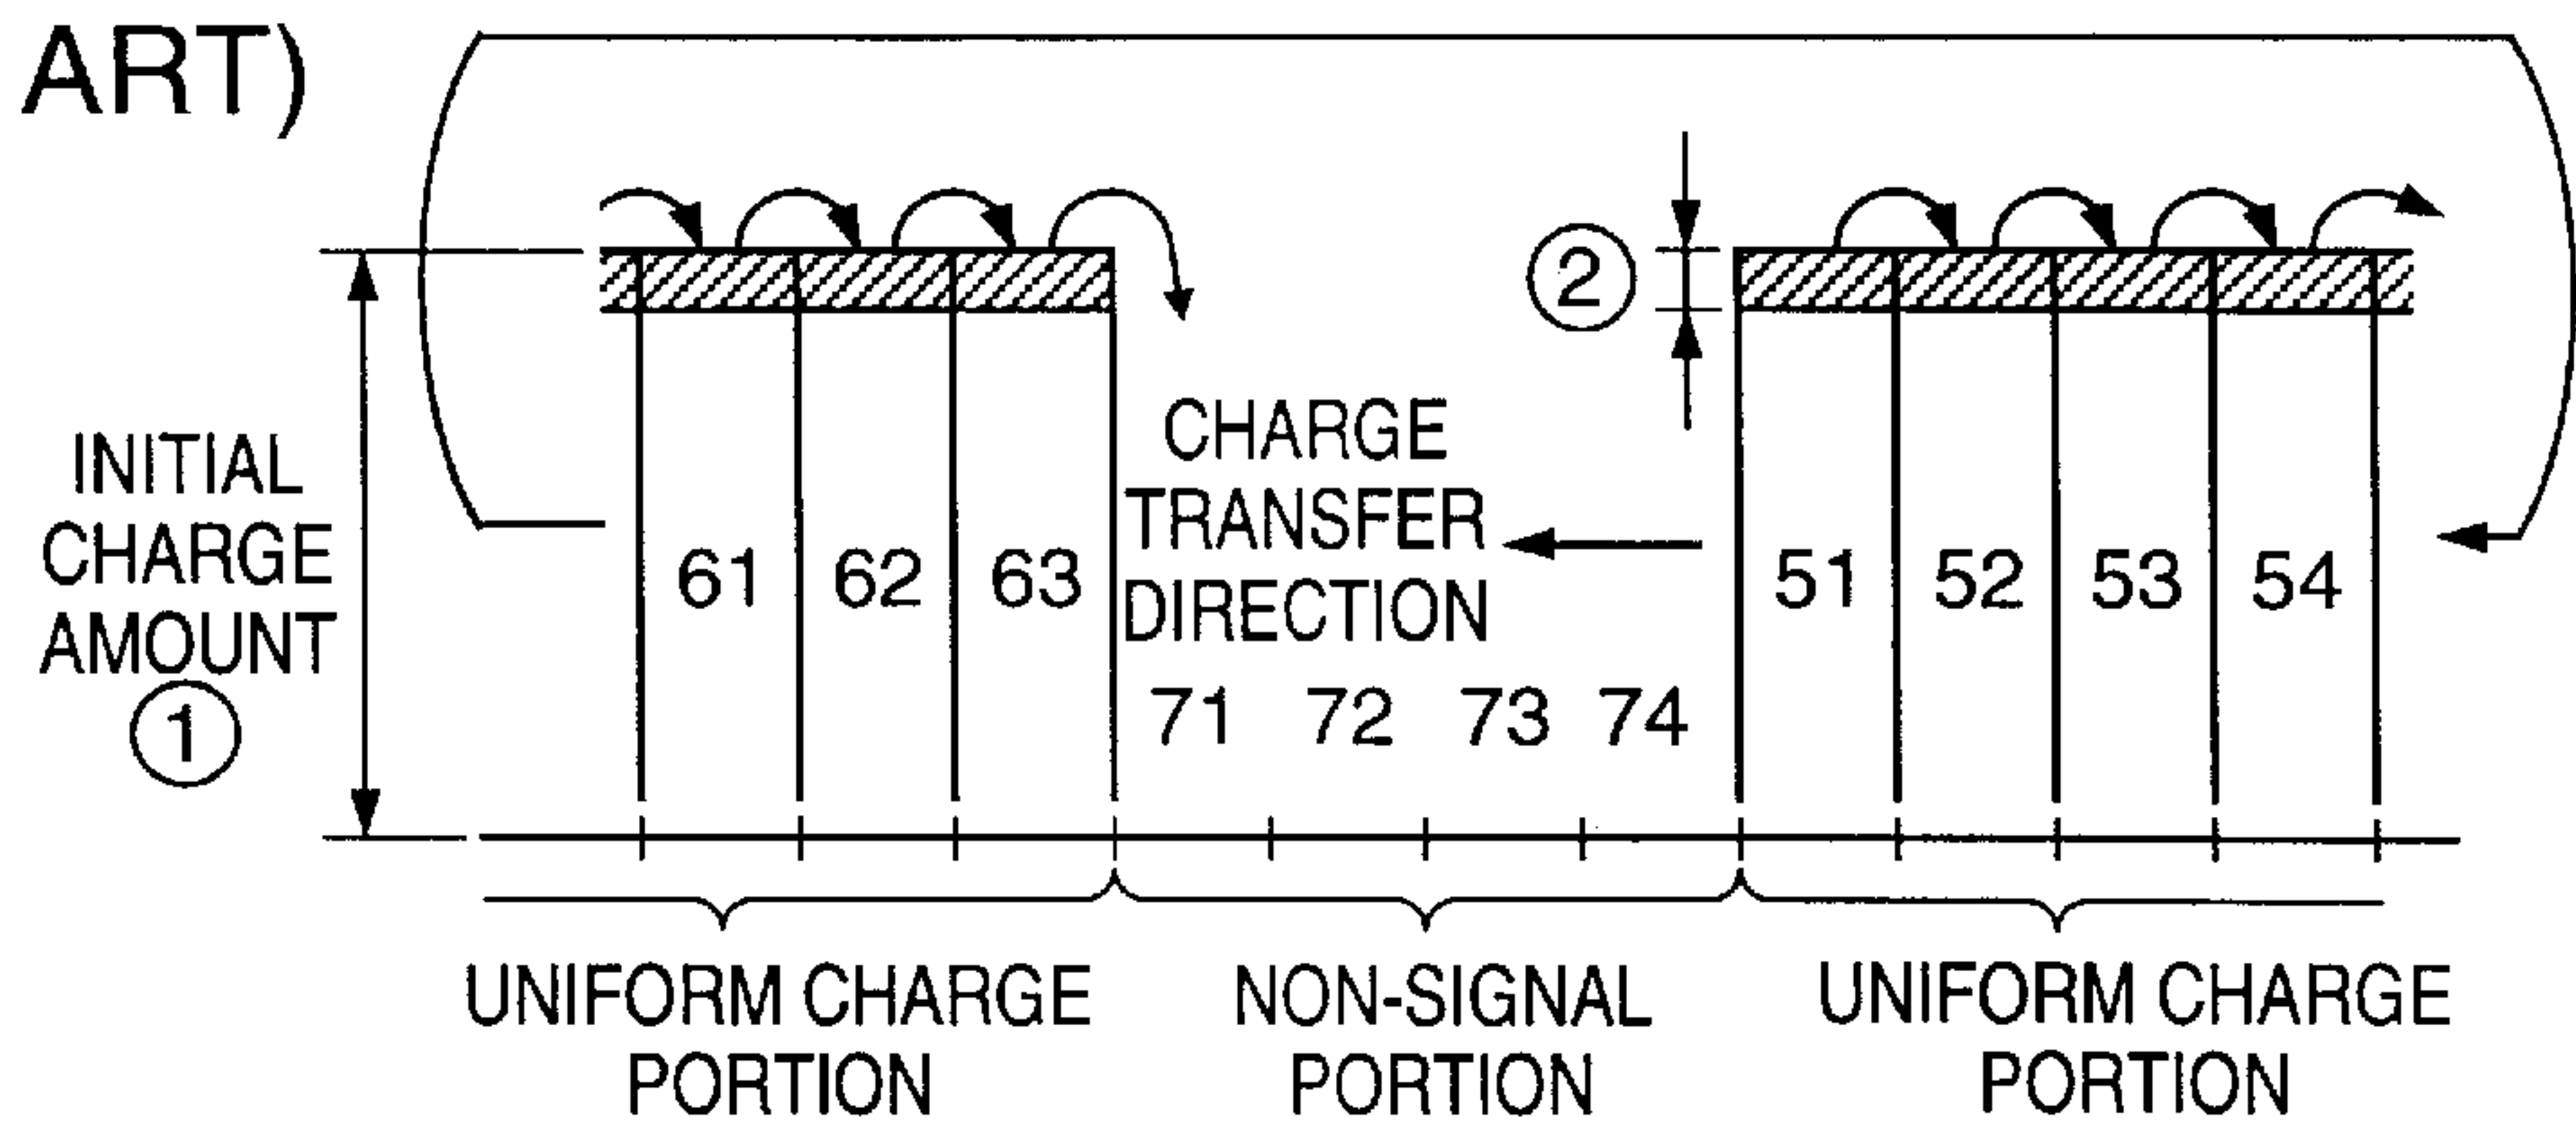 ART)
②
INITIAL
CHARGE
AMOUNT
①
CHARGE
TRANSFER
DIRECTION
61 62 63
51 52 53 54
71 72 73 74
UNIFORM CHARGE
PORTION
NON-SIGNAL
PORTION
UNIFORM CHARGE
PORTION